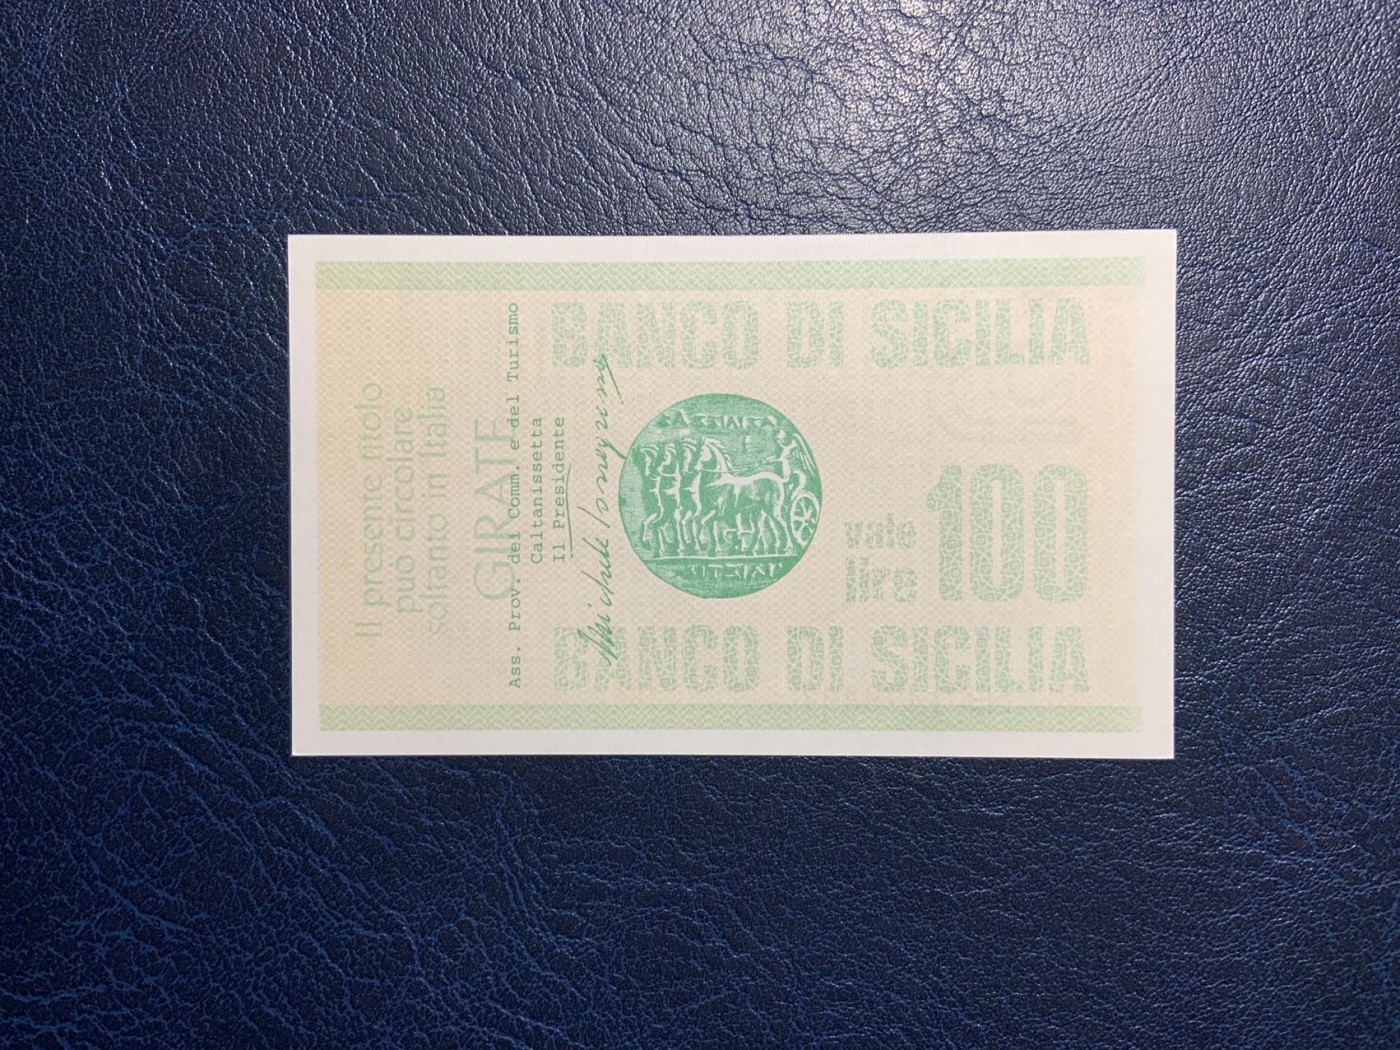 Il presente titolo
può circolare
soltanto in Italia
GIRATE
Ass. Prov. del Comm. e del Turismo
Caltanissetta
Il Presidente
BANCO DI SICILIA
vale
lire
100
BANCO DI SICILIA